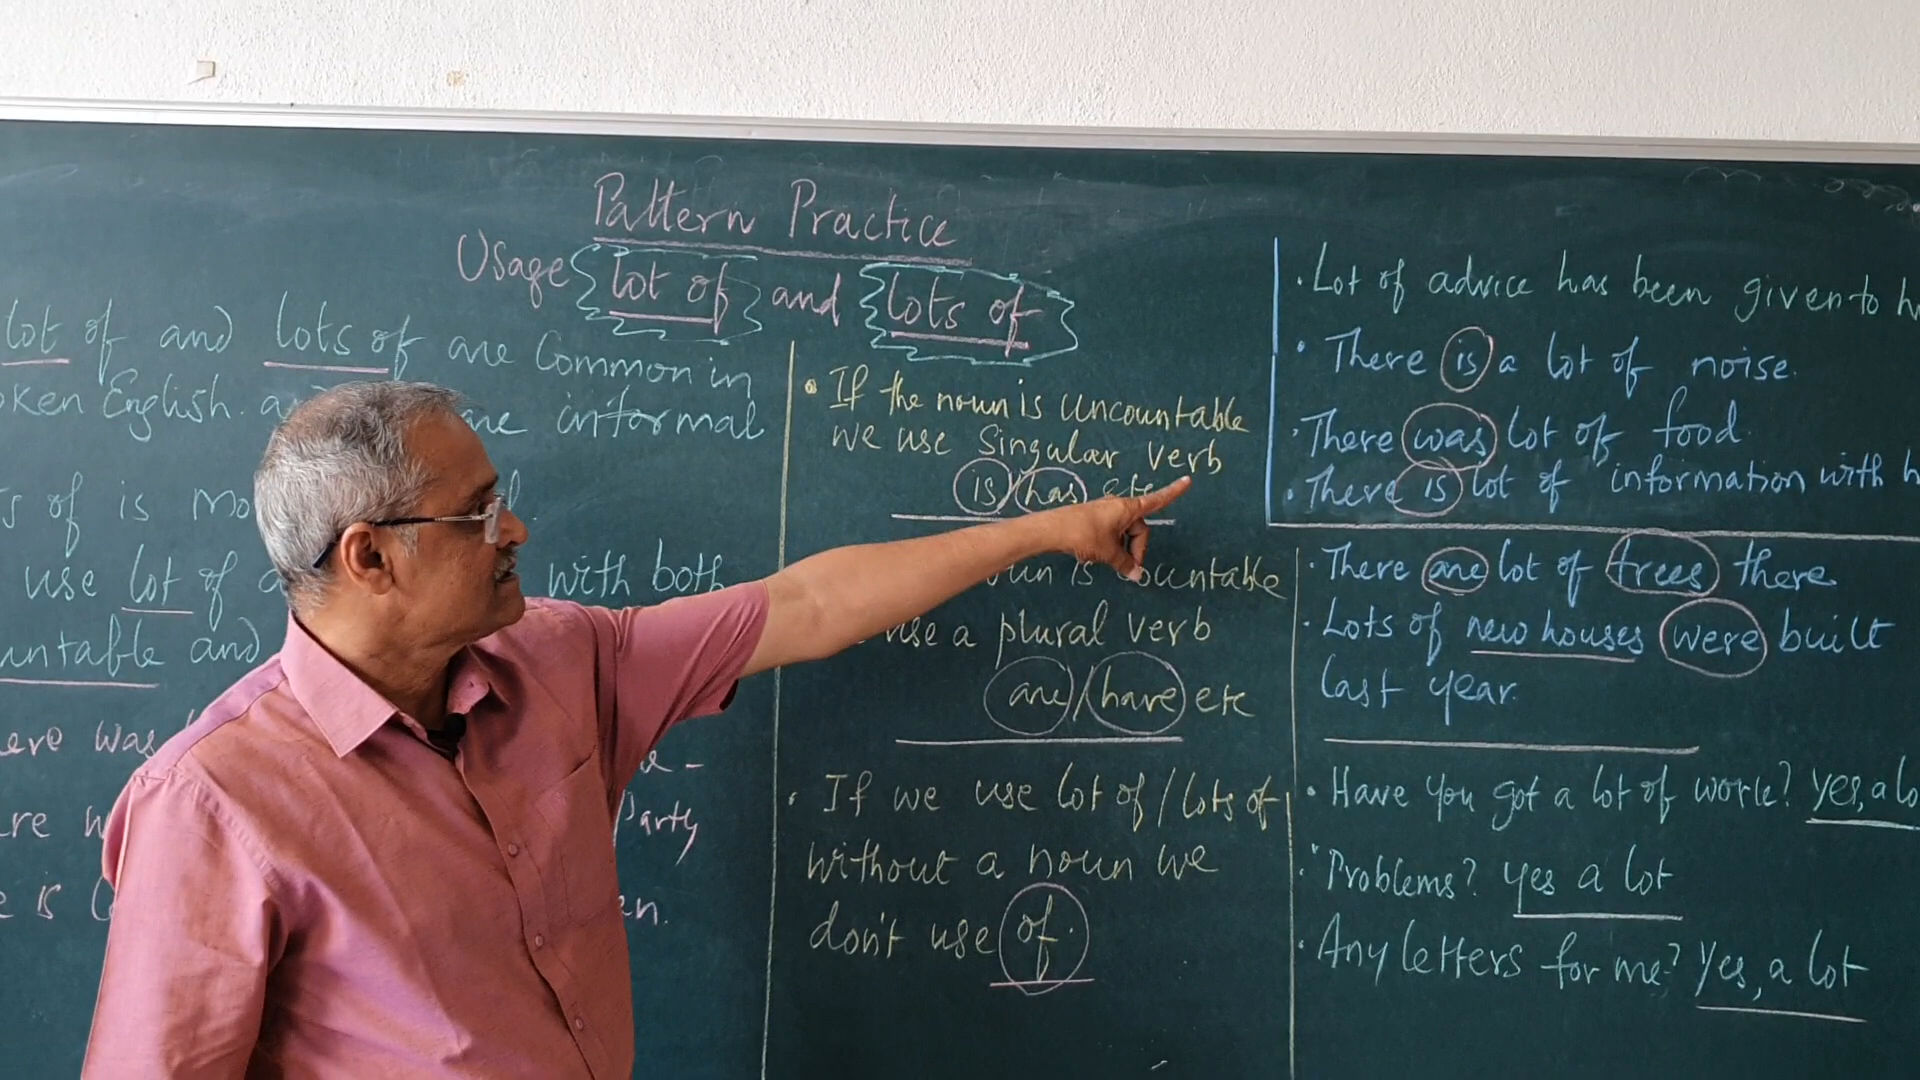 Pattern Practice
Usage lot of and lots of
lot of and lots of are Common in
oken English. are informal
s of is mo
use lot of with both
untable and
ere was
re w Party
e is en.
• If the noun is uncountable
we use Singular verb
is/has etc
un is countable
use a plural verb
are/have etc
• If we use lot of/lots of
without a noun we
don't use of.
• Lot of advice has been given to h
• There is a lot of noise.
• There was lot of food.
• There is lot of information with h
• There are lot of trees there
• Lots of new houses were built
last year.
• Have you got a lot of work? yes, a lo
• Problems? yes a lot
• Any letters for me? Yes, a lot